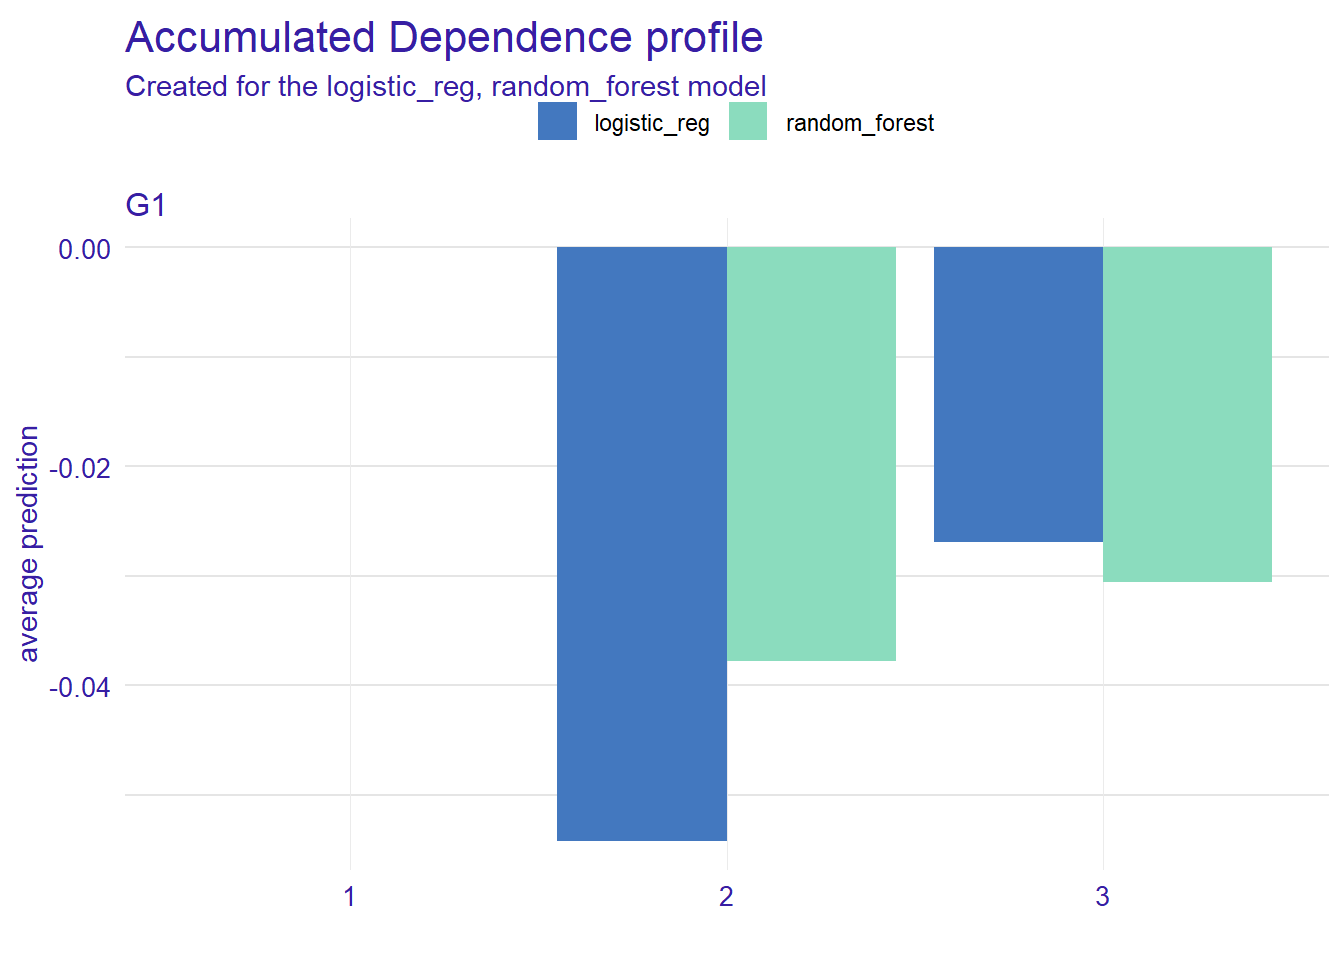 Accumulated Dependence profile
Created for the logistic_reg, random_forest model
logistic_reg random_forest
G1
0.00
-0.02
-0.04
average prediction
1 2 3